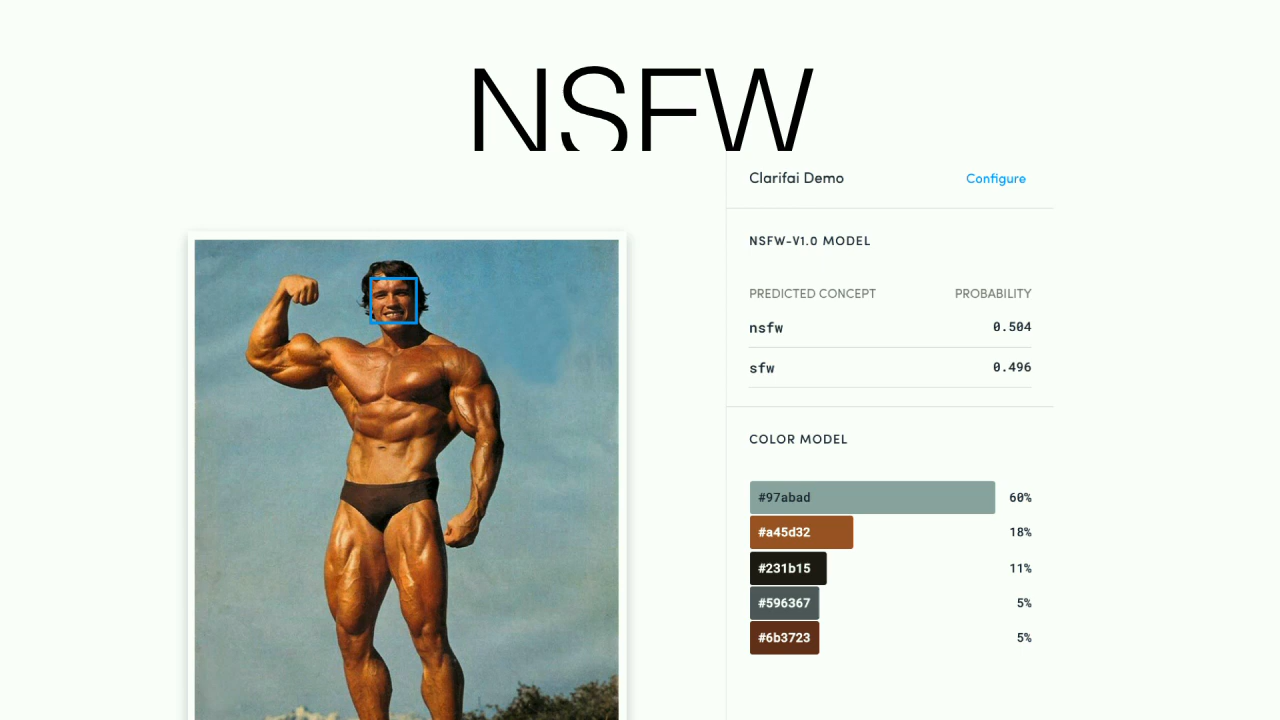 NSFW
Clarifai Demo
Configure
NSFW-V1.0 MODEL
PREDICTED CONCEPT PROBABILITY
nsfw 0.504
sfw 0.496
COLOR MODEL
#97abad 60%
#a45d32 18%
#231b15 11%
#596367 5%
#6b3723 5%